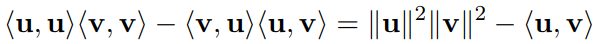 ⟨𝐮, 𝐮⟩⟨𝐯, 𝐯⟩ − ⟨𝐯, 𝐮⟩⟨𝐮, 𝐯⟩ = ‖𝐮‖²‖𝐯‖² − ⟨𝐮, 𝐯⟩